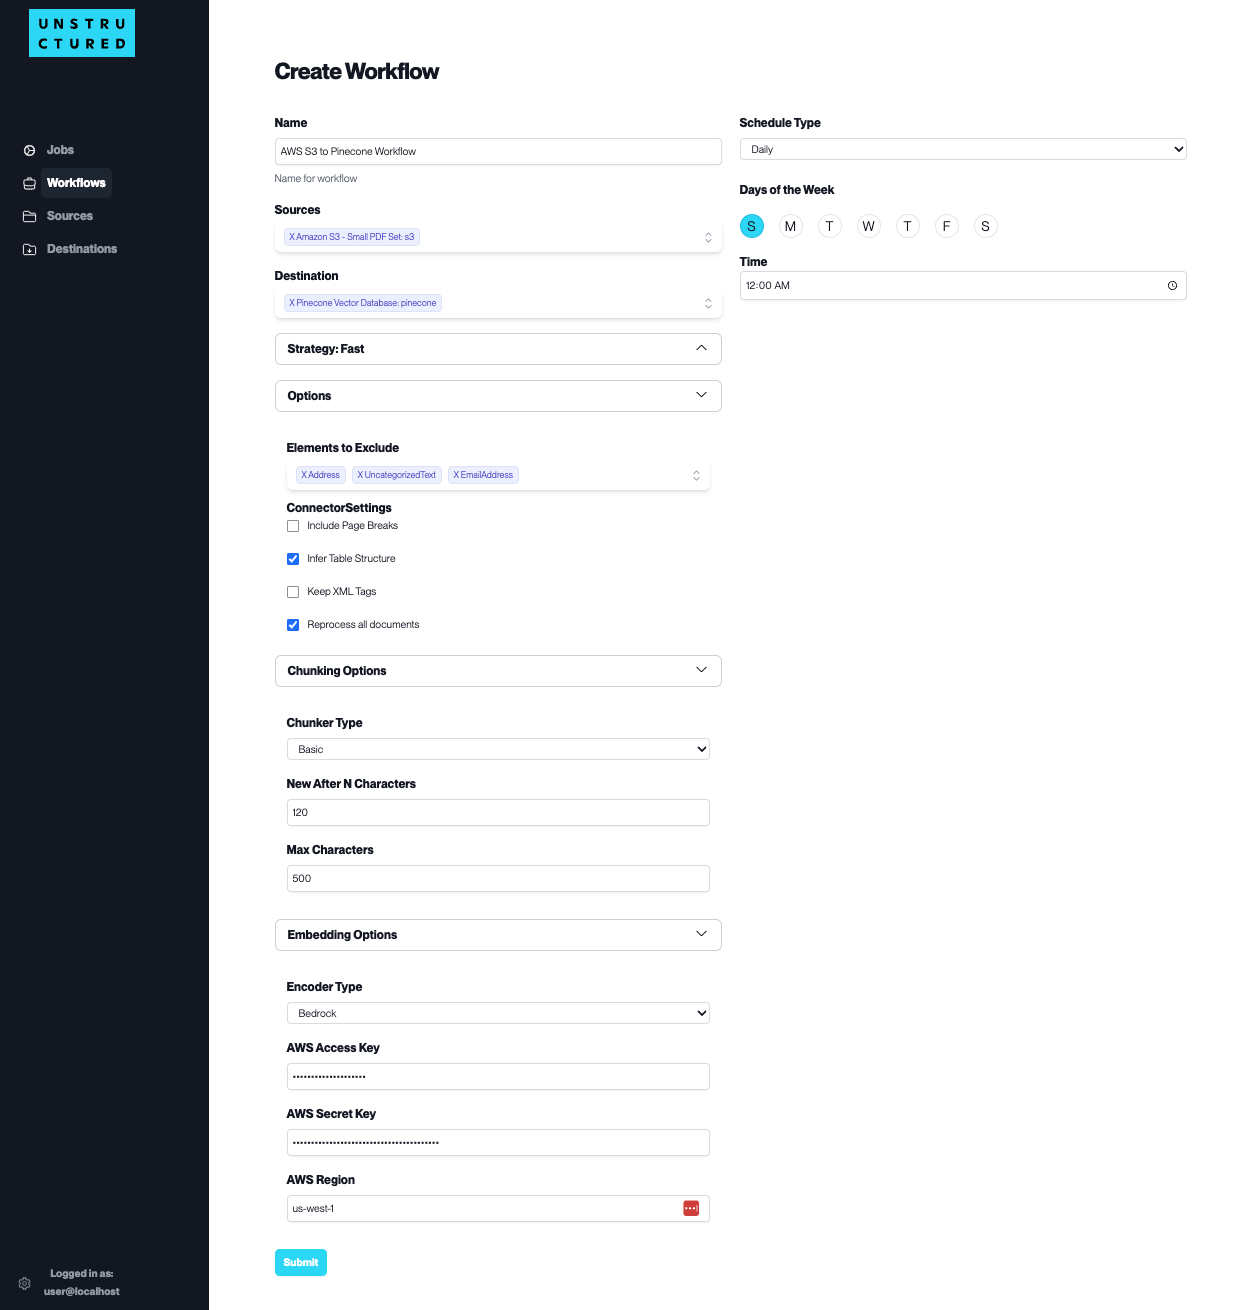 UNSTRU
CTURED
Jobs
Workflows
Sources
Destinations
Create Workflow
Name
AWS S3 to Pinecone Workflow
Name for workflow
Sources
X Amazon S3 - Small PDF Set: s3
Destination
X Pinecone Vector Database: pinecone
Strategy: Fast
Options
Elements to Exclude
X Address X UncategorizedText X EmailAddress
ConnectorSettings
Include Page Breaks
Infer Table Structure
Keep XML Tags
Reprocess all documents
Chunking Options
Chunker Type
Basic
New After N Characters
120
Max Characters
500
Embedding Options
Encoder Type
Bedrock
AWS Access Key
AWS Secret Key
AWS Region
us-west-1
Submit
Schedule Type
Daily
Days of the Week
S M T W T F S
Time
12:00 AM
Logged in as:
user@localhost